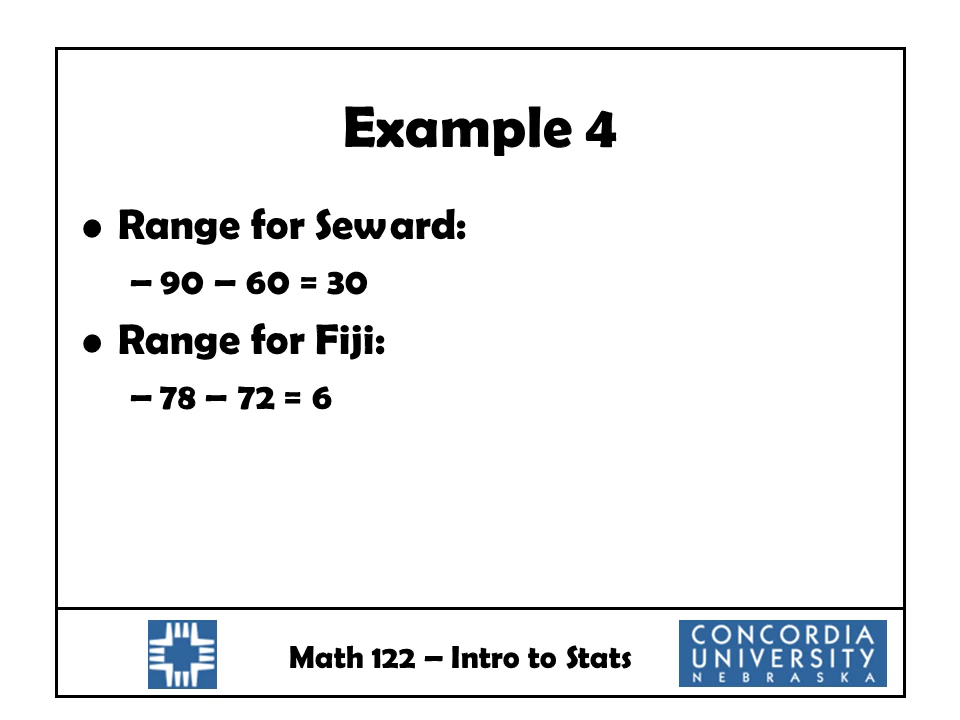 Example 4
• Range for Seward:
– 90 – 60 = 30
• Range for Fiji:
– 78 – 72 = 6
Math 122 – Intro to Stats
CONCORDIA
UNIVERSITY
NEBRASKA